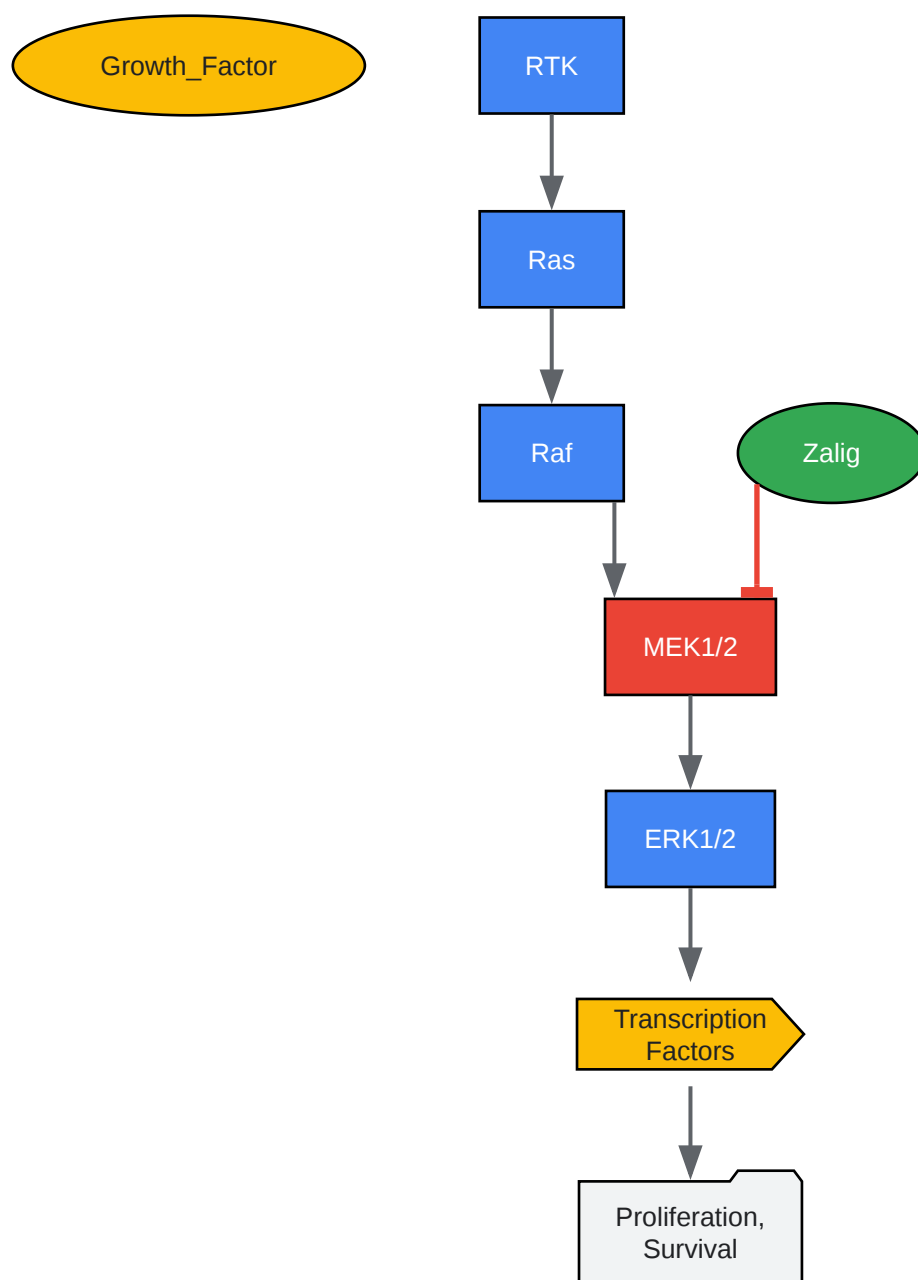 Growth_Factor
RTK
Ras
Raf
Zalig
MEK1/2
ERK1/2
Transcription
Factors
Proliferation,
Survival